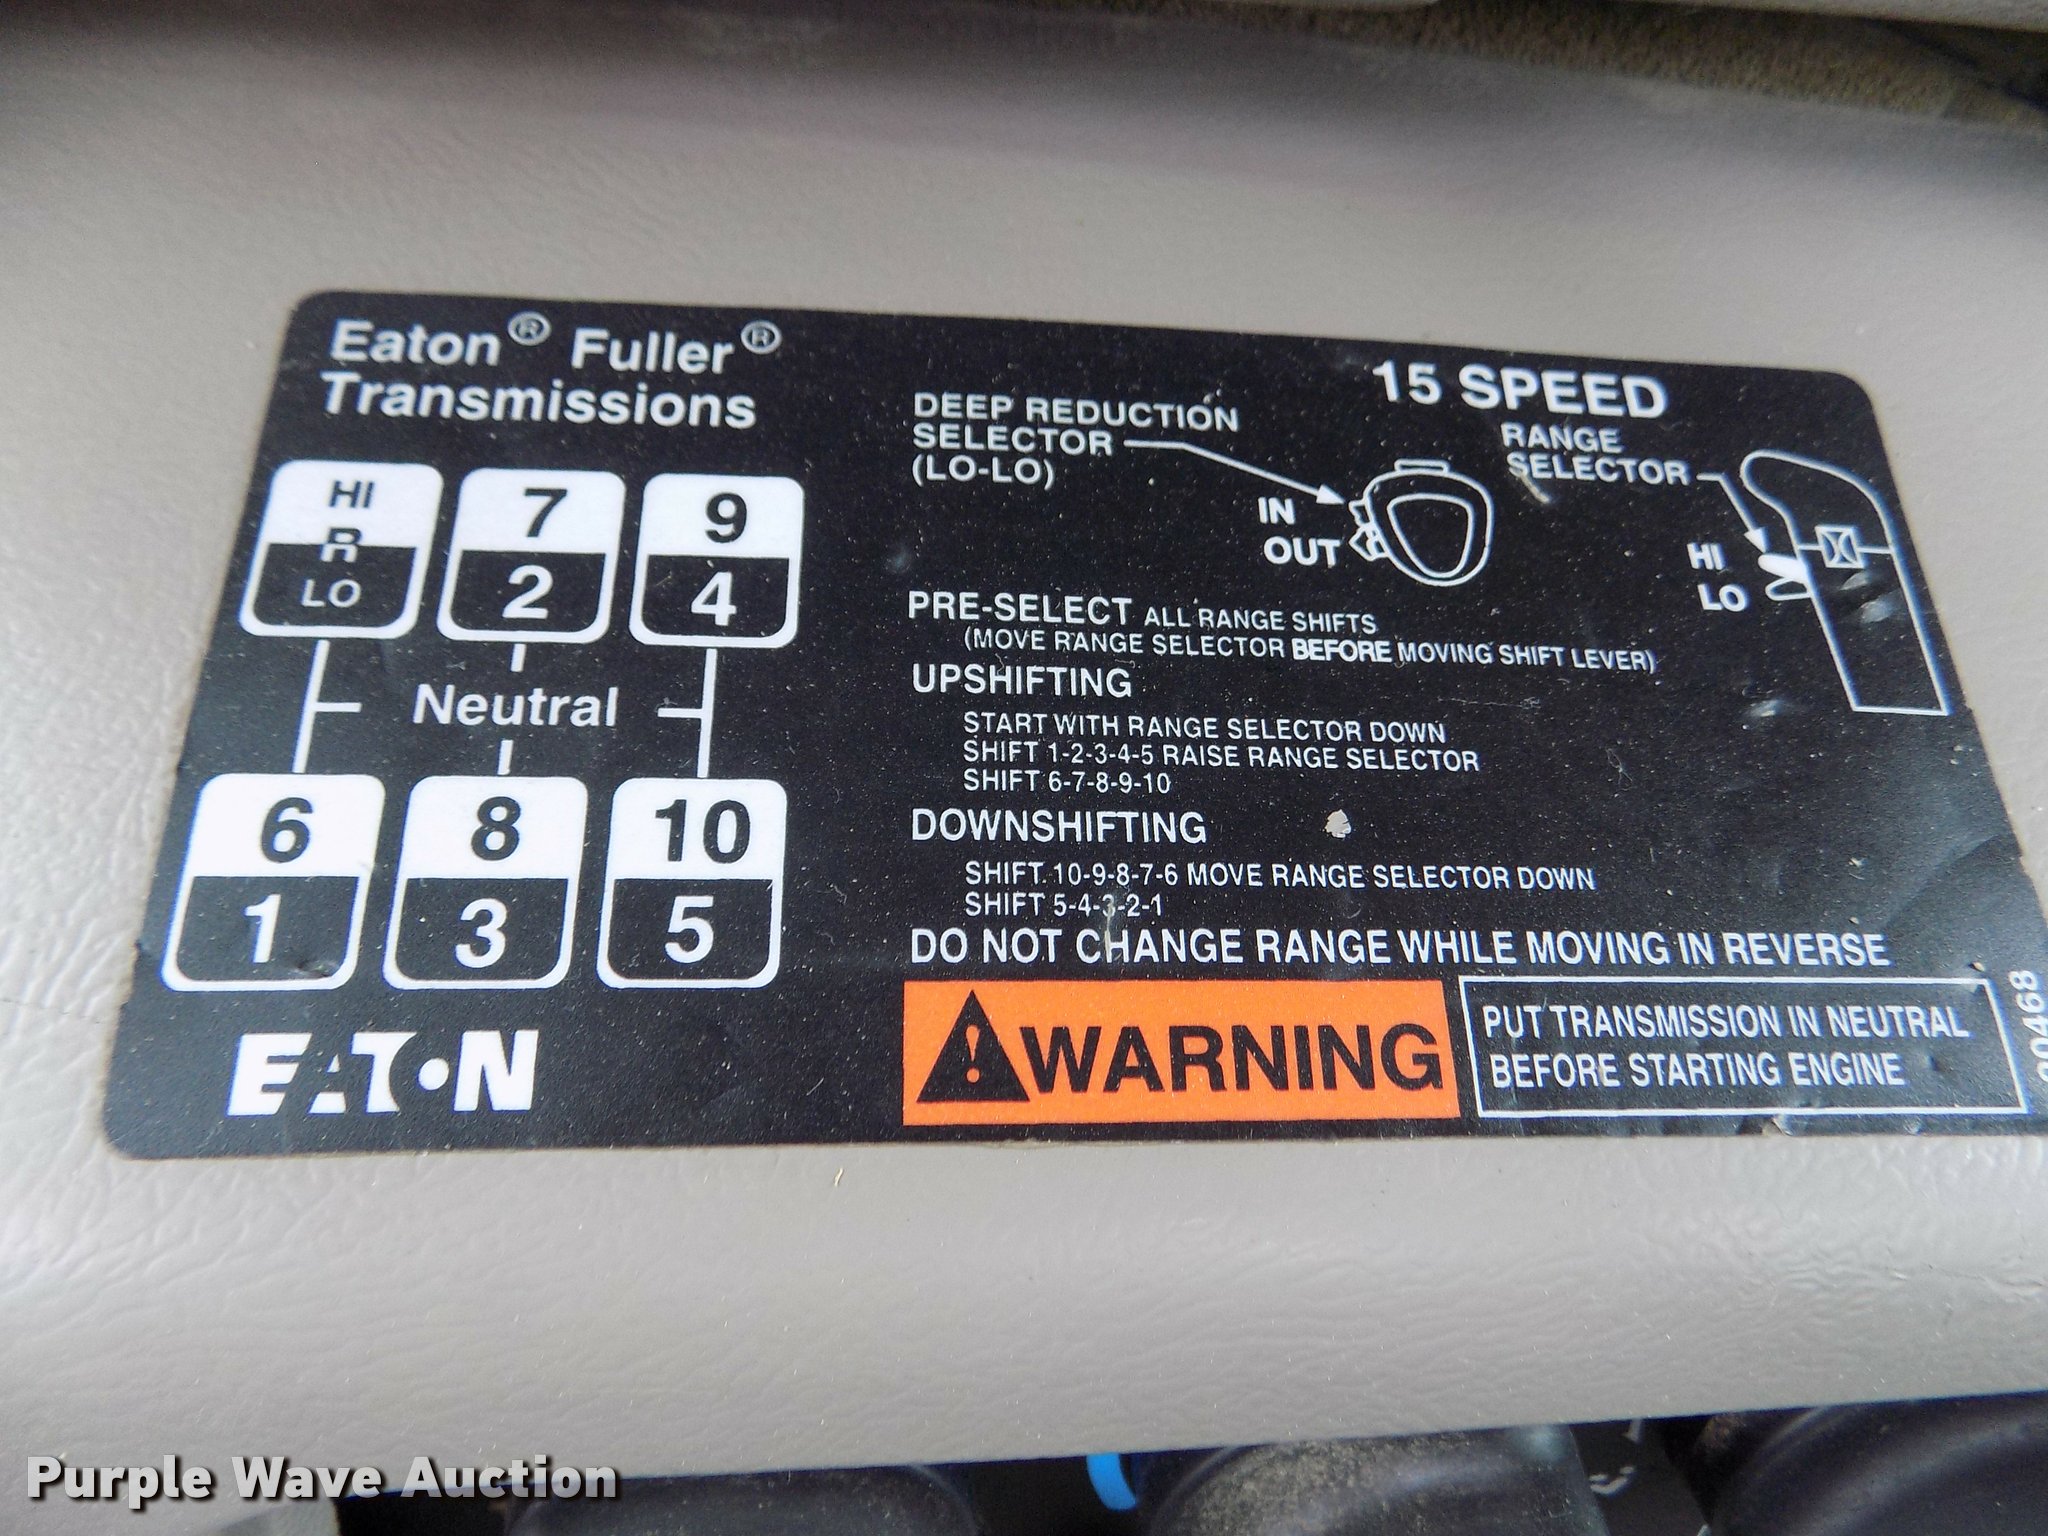 Eaton® Fuller®
Transmissions
15 SPEED
DEEP REDUCTION
SELECTOR
(LO-LO)
IN
OUT
RANGE
SELECTOR
HI
LO
HI
R
LO
7
2
9
4
Neutral
6
1
8
3
10
5
PRE-SELECT ALL RANGE SHIFTS
(MOVE RANGE SELECTOR BEFORE MOVING SHIFT LEVER)
UPSHIFTING
START WITH RANGE SELECTOR DOWN
SHIFT 1-2-3-4-5 RAISE RANGE SELECTOR
SHIFT 6-7-8-9-10
DOWNSHIFTING
SHIFT 10-9-8-7-6 MOVE RANGE SELECTOR DOWN
SHIFT 5-4-3-2-1
DO NOT CHANGE RANGE WHILE MOVING IN REVERSE
WARNING
PUT TRANSMISSION IN NEUTRAL
BEFORE STARTING ENGINE
EATON
Purple Wave Auction